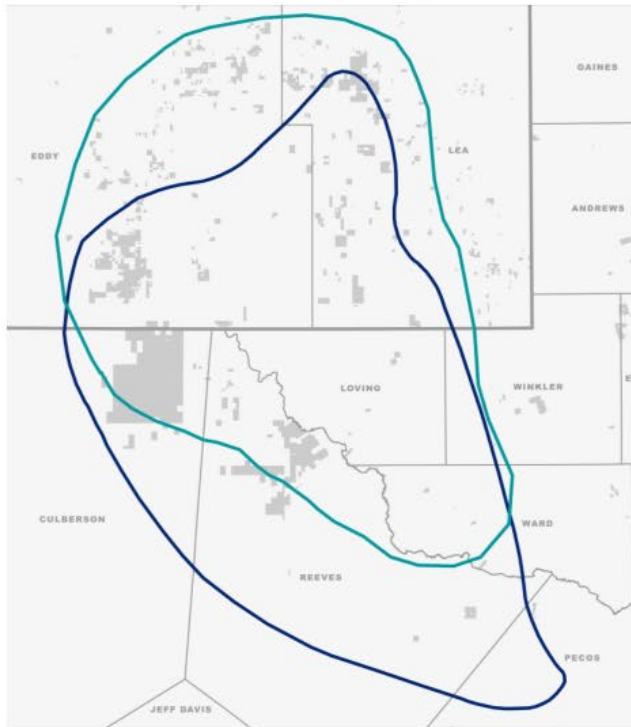 GAINES
LEA
EDDY
ANDREWS
LOVING
WINKLER
E
CULBERSON
WARD
REEVES
PECOS
JEFF DAVIS